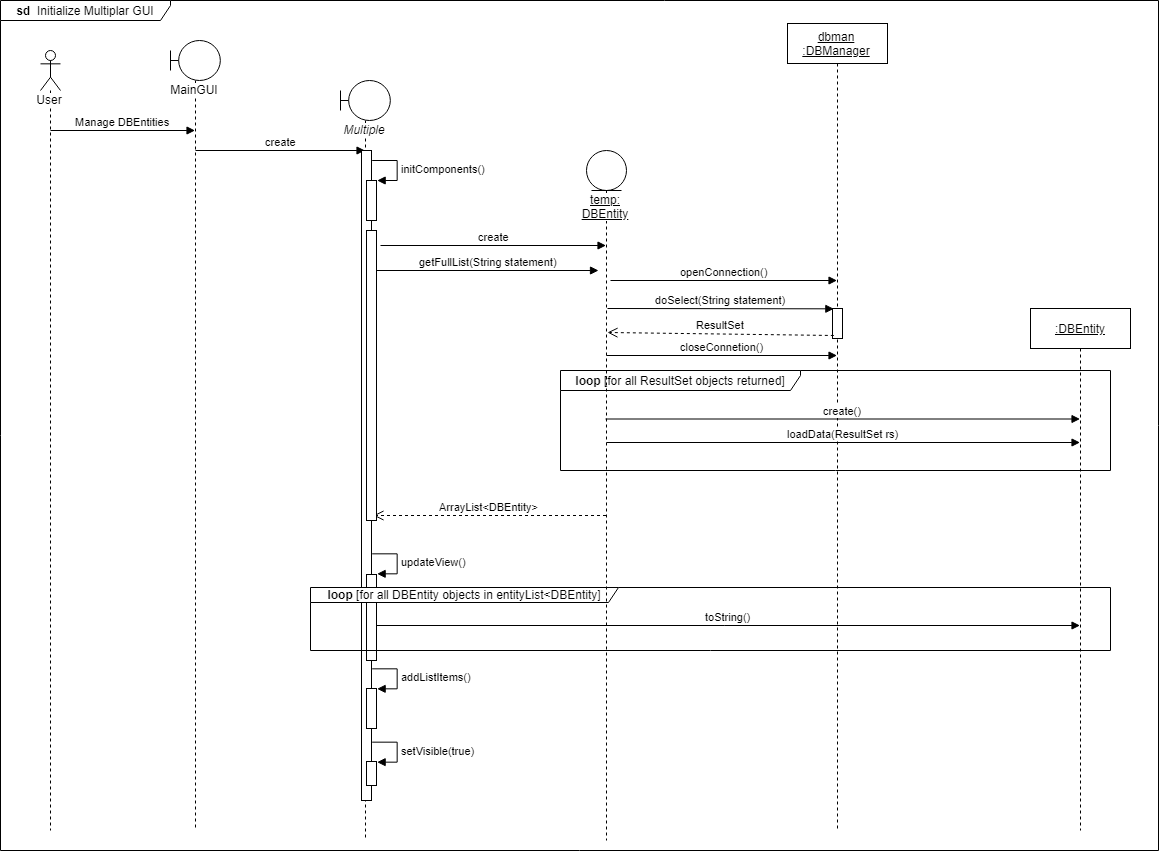 sd Initialize Multiplar GUI
dbman
:DBManager
MainGUI
User
Manage DBEntities
Multiple
create
initComponents()
temp:
DBEntity
create
getFullList(String statement)
openConnection()
doSelect(String statement)
ResultSet
closeConnetion()
:DBEntity
loop [for all ResultSet objects returned]
create()
loadData(ResultSet rs)
ArrayList<DBEntity>
updateView()
loop [for all DBEntity objects in entityList<DBEntity]
toString()
addListItems()
setVisible(true)